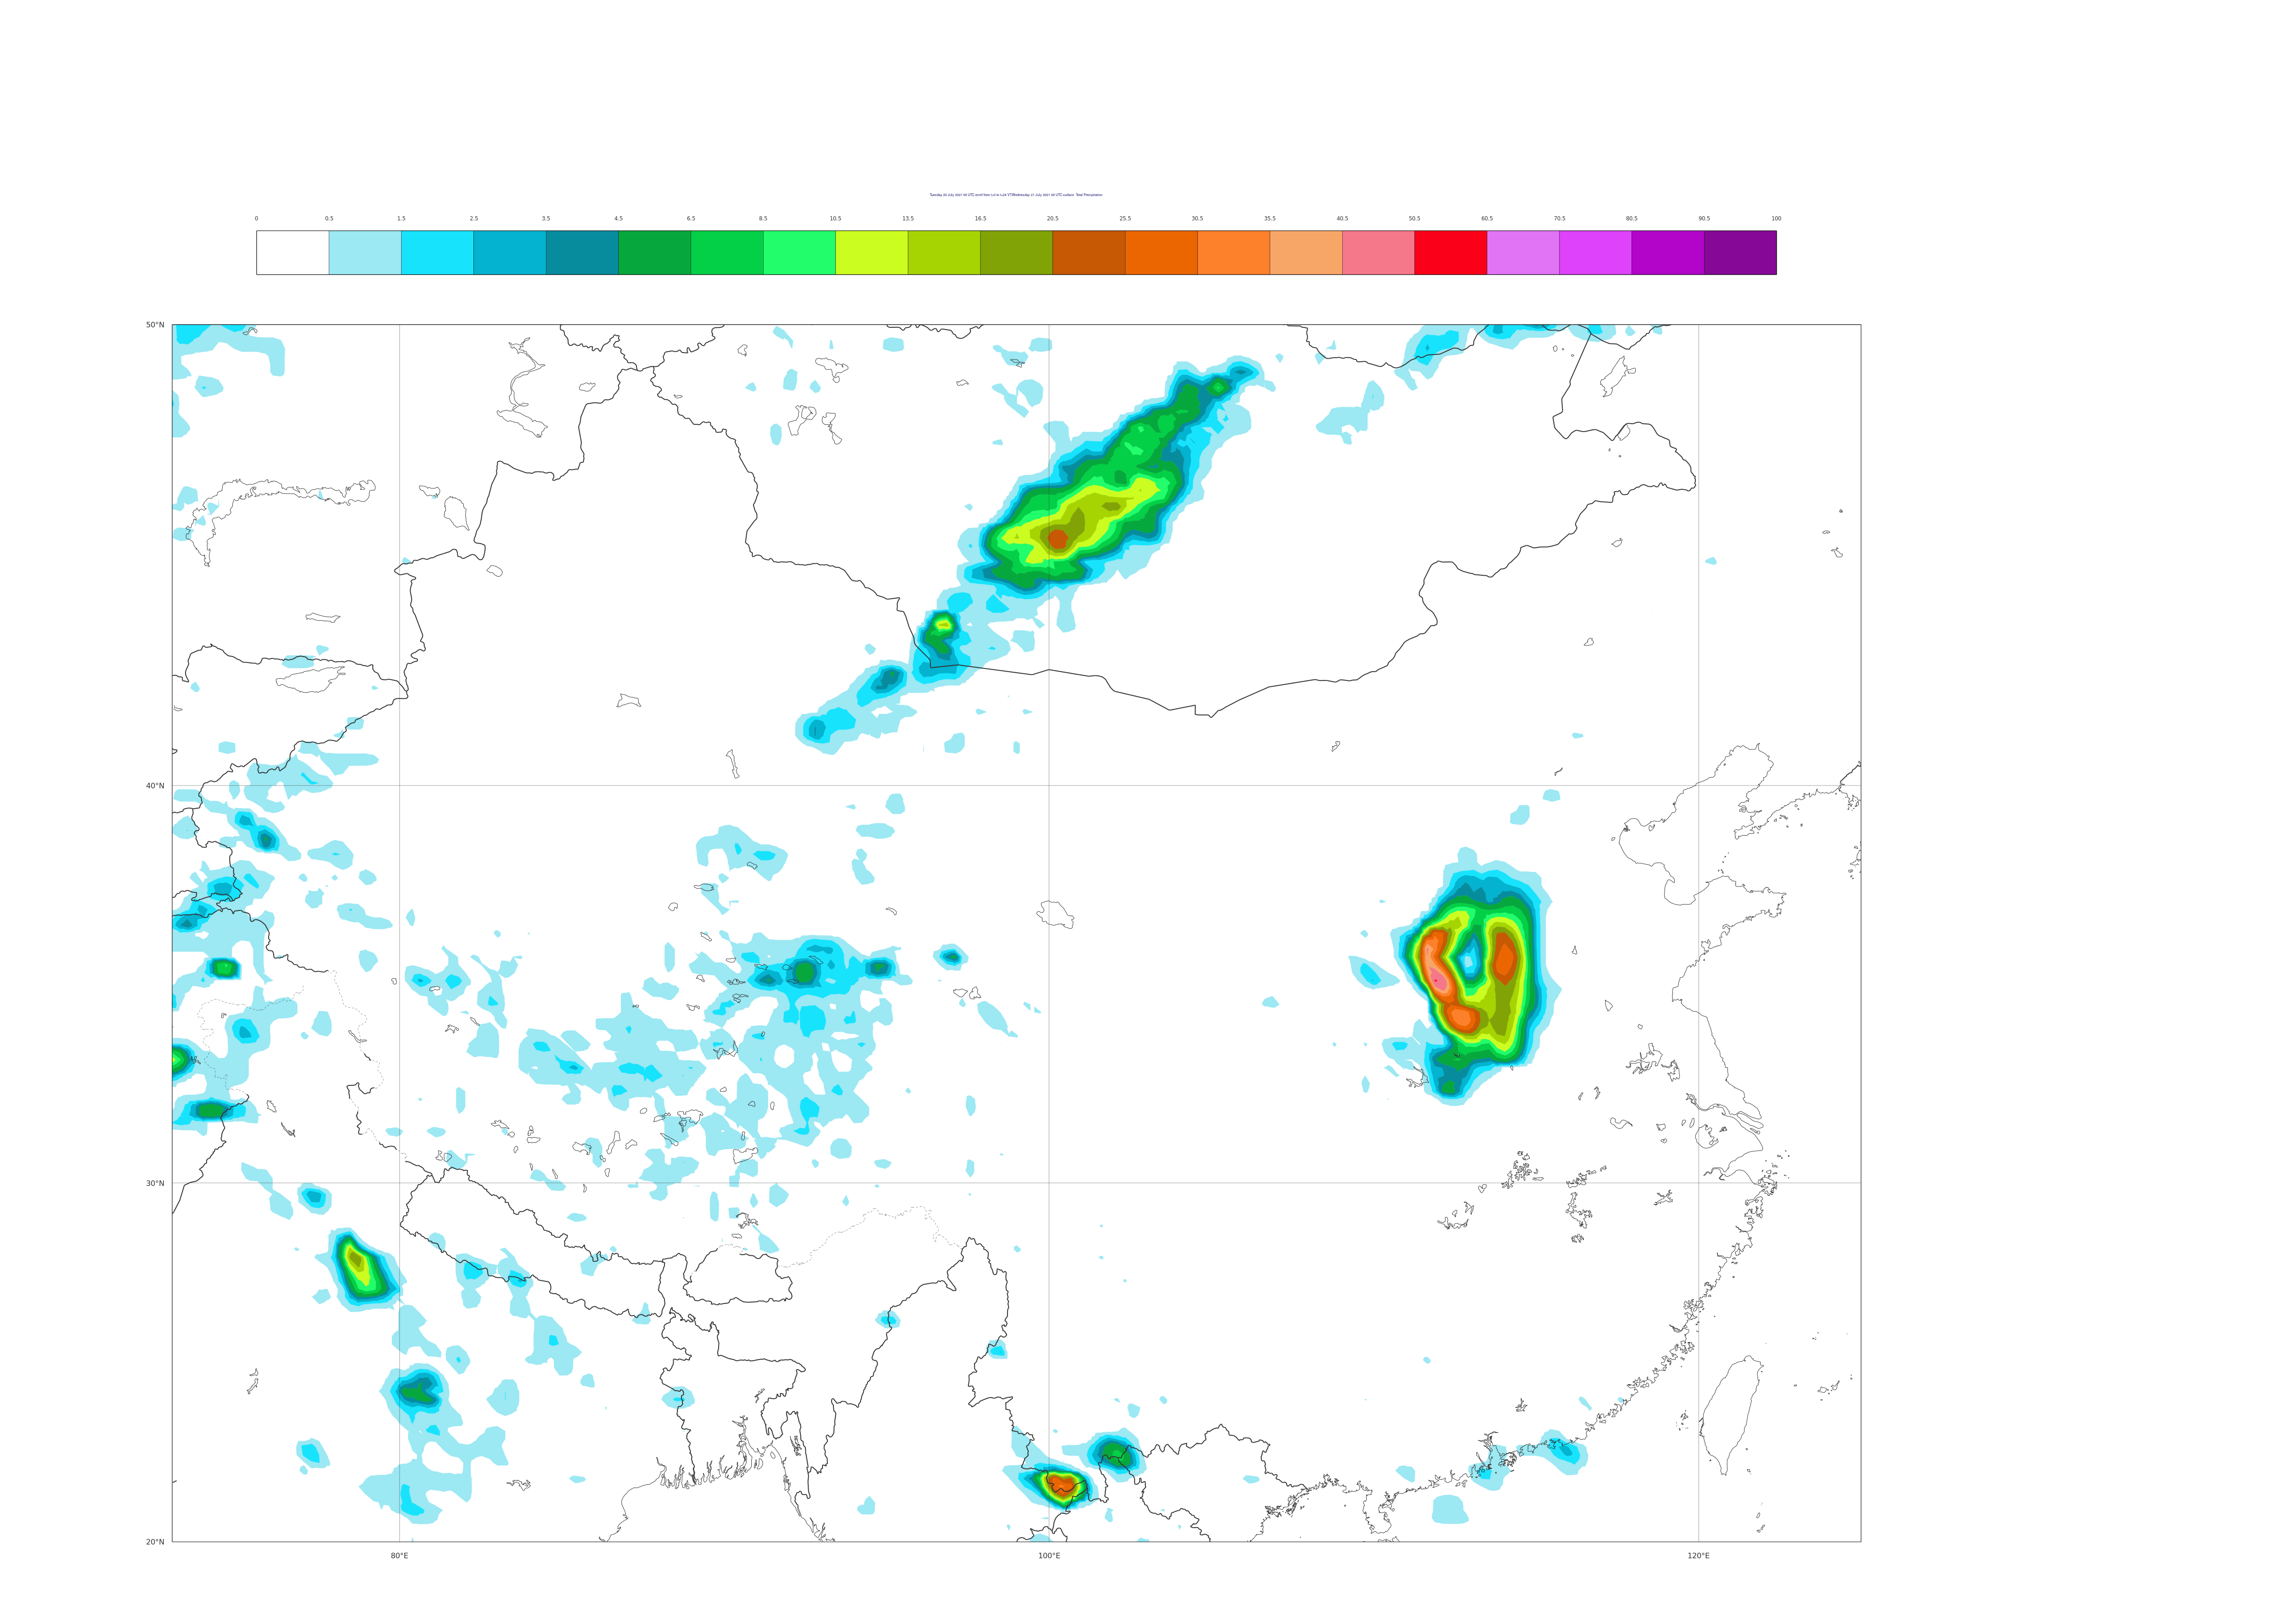 Tuesday 20 July 2021 00 UTC ecmf t+0 to t+24 VT:Wednesday 21 July 2021 00 UTC surface Total Precipitation
0 0.5 1.5 2.5 3.5 4.5 6.5 8.5 10.5 13.5 16.5 20.5 25.5 30.5 35.5 40.5 50.5 60.5 70.5 80.5 90.5 100
50°N
40°N
30°N
20°N
80°E 100°E 120°E